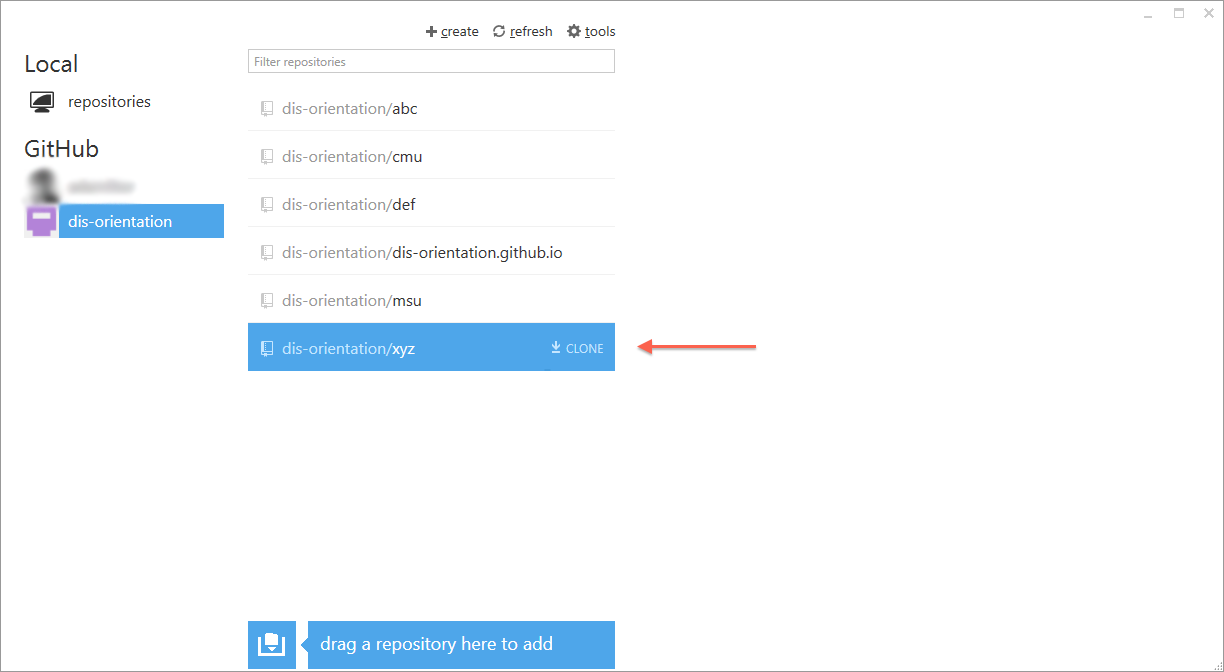 create refresh tools
Local
Filter repositories
repositories
dis-orientation/abc
GitHub
dis-orientation/cmu
dis-orientation/def
dis-orientation
dis-orientation/dis-orientation.github.io
dis-orientation/msu
dis-orientation/xyz CLONE
drag a repository here to add